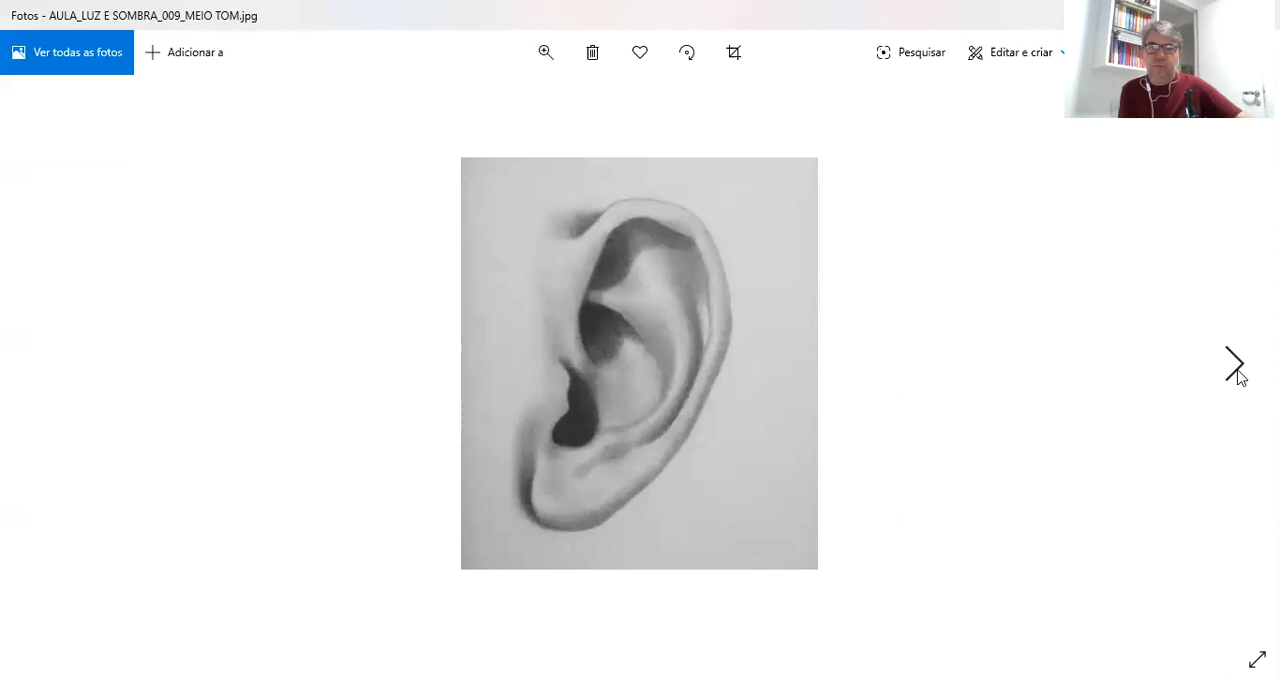 Fotos - AULA_LUZ E SOMBRA_009_MEIO TOM.jpg
Ver todas as fotos
Adicionar a
Pesquisar
Editar e criar